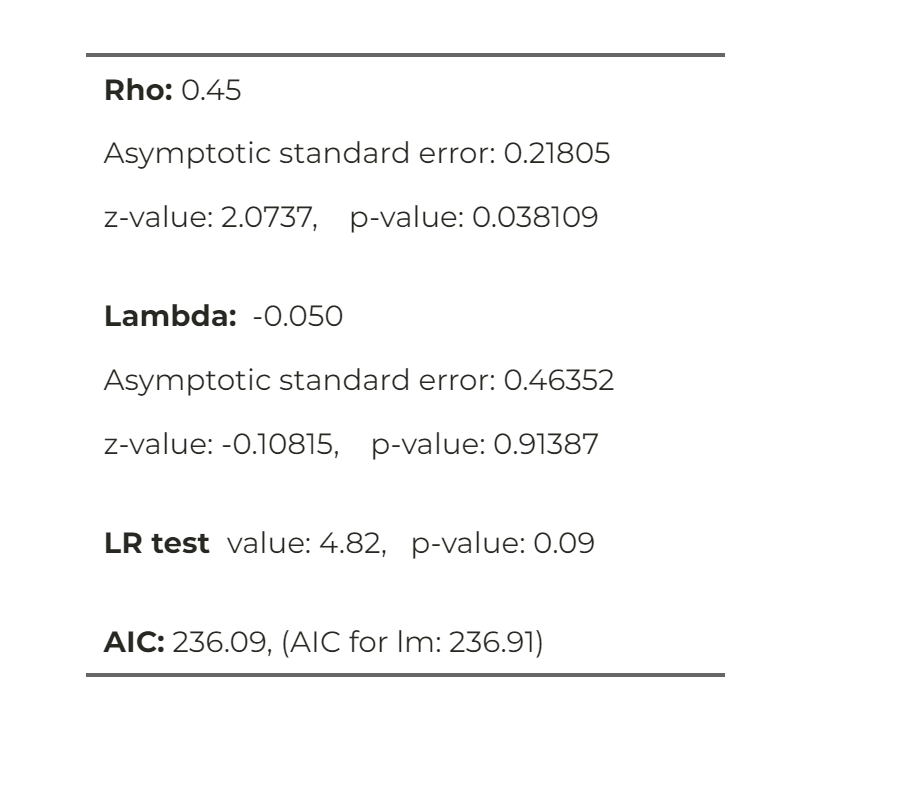 Rho: 0.45
Asymptotic standard error: 0.21805
z-value: 2.0737, p-value: 0.038109
Lambda: -0.050
Asymptotic standard error: 0.46352
z-value: -0.10815, p-value: 0.91387
LR test value: 4.82, p-value: 0.09
AIC: 236.09, (AIC for lm: 236.91)